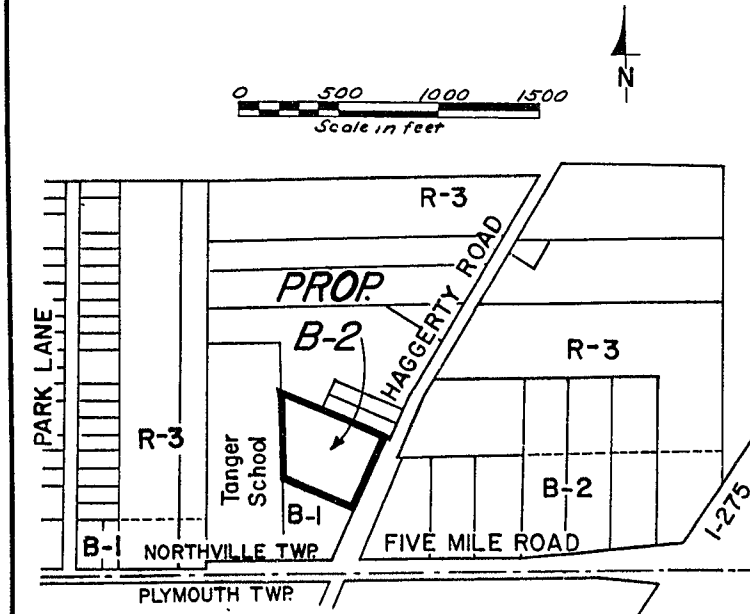 N
0 500 1000 1500
Scale in feet
R-3
HAGGERTY ROAD
PROP.
B-2
PARK LANE
R-3
R-3
Tanger
School
B-2
I-275
B-1
B-1
NORTHVILLE TWP.
FIVE MILE ROAD
PLYMOUTH TWP.